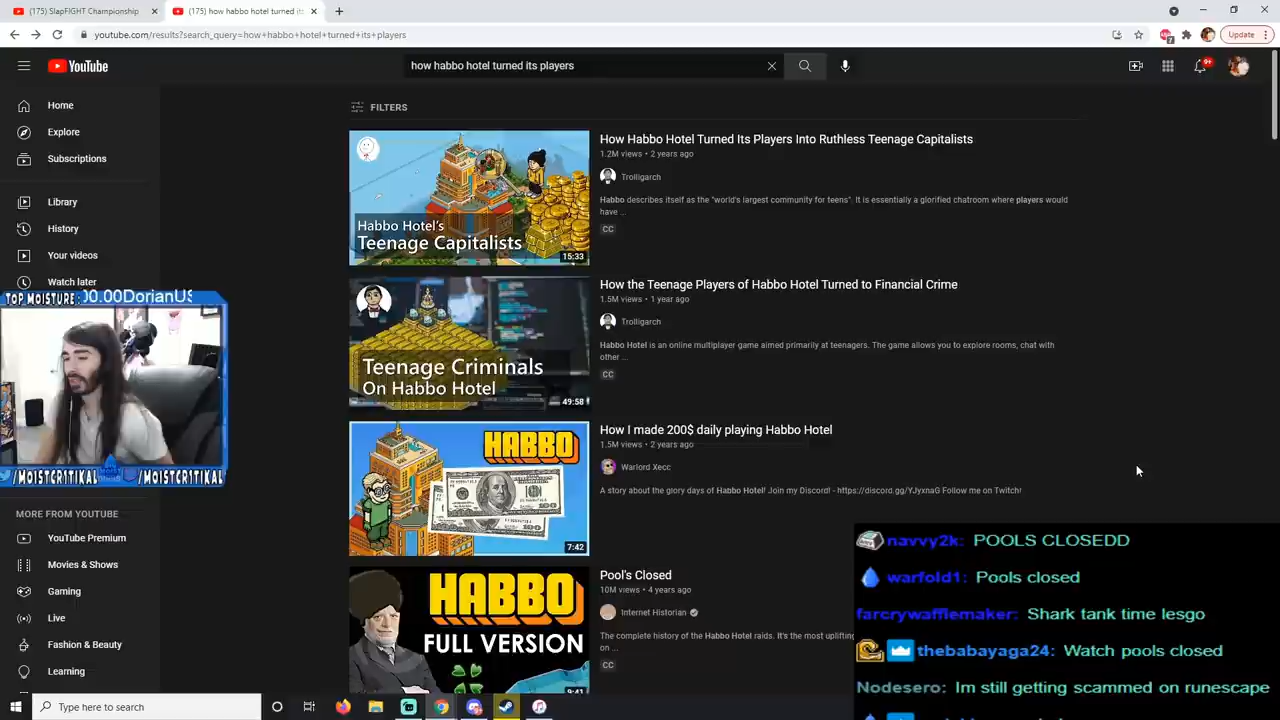 (175) SlapFIGHT Championship
(175) how habbo hotel turned it
youtube.com/results?search_query=how+habbo+hotel+turned+its+players
Update
YouTube
how habbo hotel turned its players
9+
Home
Explore
Subscriptions
Library
History
Your videos
Watch later
MORE FROM YOUTUBE
YouTube Premium
Movies & Shows
Gaming
Live
Fashion & Beauty
Learning
FILTERS
Habbo Hotel's
Teenage Capitalists
15:33
How Habbo Hotel Turned Its Players Into Ruthless Teenage Capitalists
1.2M views • 2 years ago
Trolligarch
Habbo describes itself as the "world's largest community for teens". It is essentially a glorified chatroom where players would
have ...
CC
Teenage Criminals
On Habbo Hotel
49:58
How the Teenage Players of Habbo Hotel Turned to Financial Crime
1.5M views • 1 year ago
Trolligarch
Habbo Hotel is an online multiplayer game aimed primarily at teenagers. The game allows you to explore rooms, chat with
other ...
CC
HABBO
100
7:42
How I made 200$ daily playing Habbo Hotel
1.5M views • 2 years ago
Warlord Xecc
A story about the glory days of Habbo Hotel! Join my Discord! - https://discord.gg/YJyxnaG Follow me on Twitch!
HABBO
FULL VERSION
9:41
Pool's Closed
10M views • 4 years ago
Internet Historian
The complete history of the Habbo Hotel raids. It's the most uplifting
on ...
CC
TOP MOISTURE:
00.00DorianUS
/MOISTCR1TIKAL
/MOISTCR1TIKAL
navvy2k: POOLS CLOSEDD
warfold1: Pools closed
farcrywafflemaker: Shark tank time lesgo
thebabayaga24: Watch pools closed
Nodesero: Im still getting scammed on runescape
Type here to search